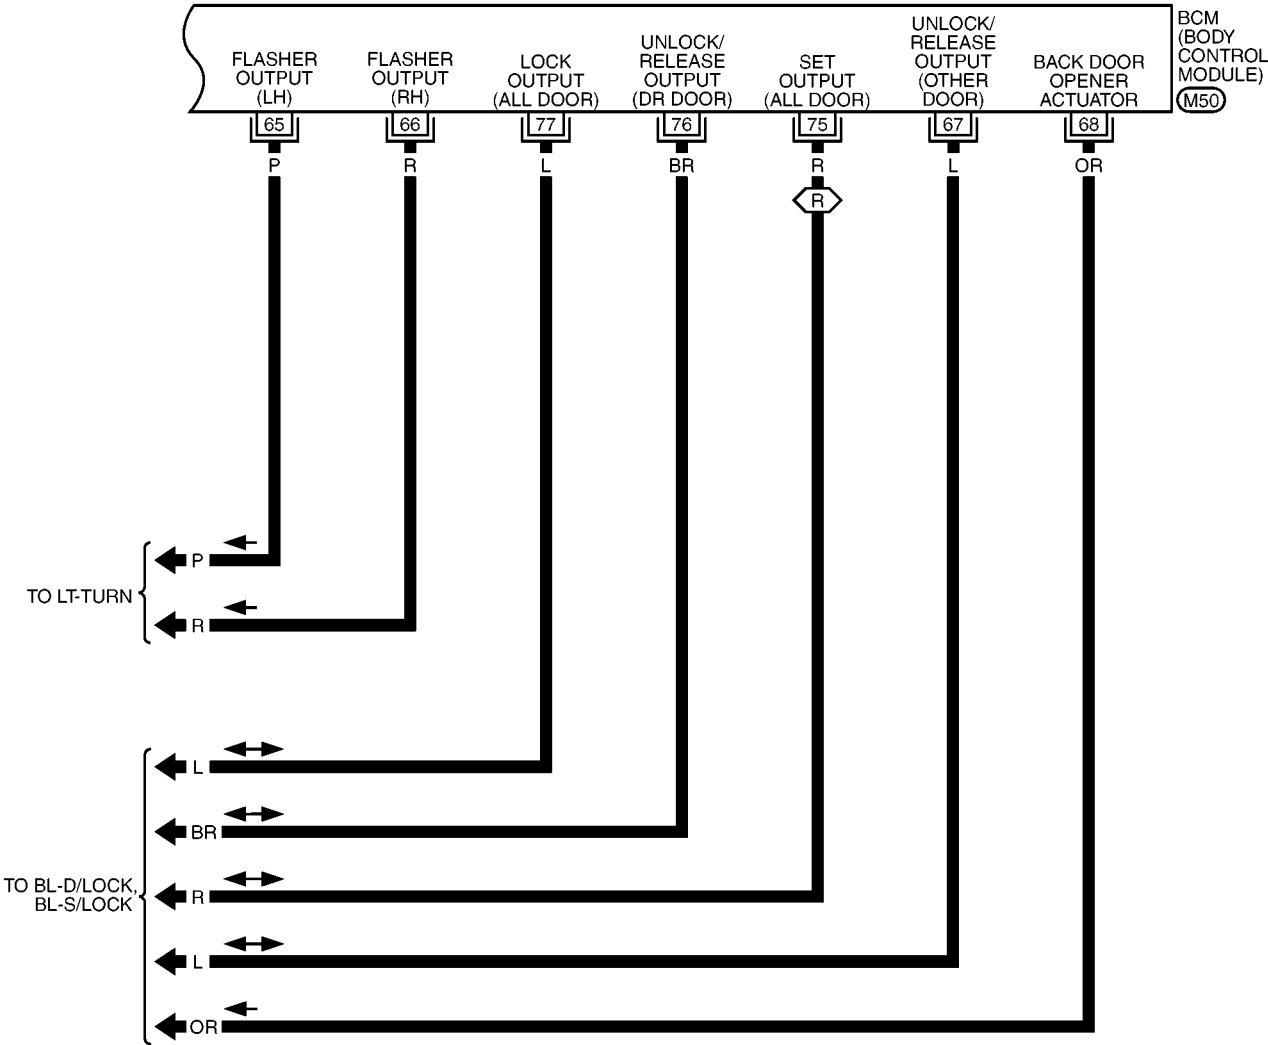 FLASHER
OUTPUT
(LH)
FLASHER
OUTPUT
(RH)
LOCK
OUTPUT
(ALL DOOR)
UNLOCK/
RELEASE
OUTPUT
(DR DOOR)
SET
OUTPUT
(ALL DOOR)
UNLOCK/
RELEASE
OUTPUT
(OTHER
DOOR)
BACK DOOR
OPENER
ACTUATOR
BCM
(BODY
CONTROL
MODULE)
M50
65
66
77
76
75
67
68
P
R
L
BR
R
L
OR
R
TO LT-TURN
P
R
TO BL-D/LOCK,
BL-S/LOCK
L
BR
R
L
OR